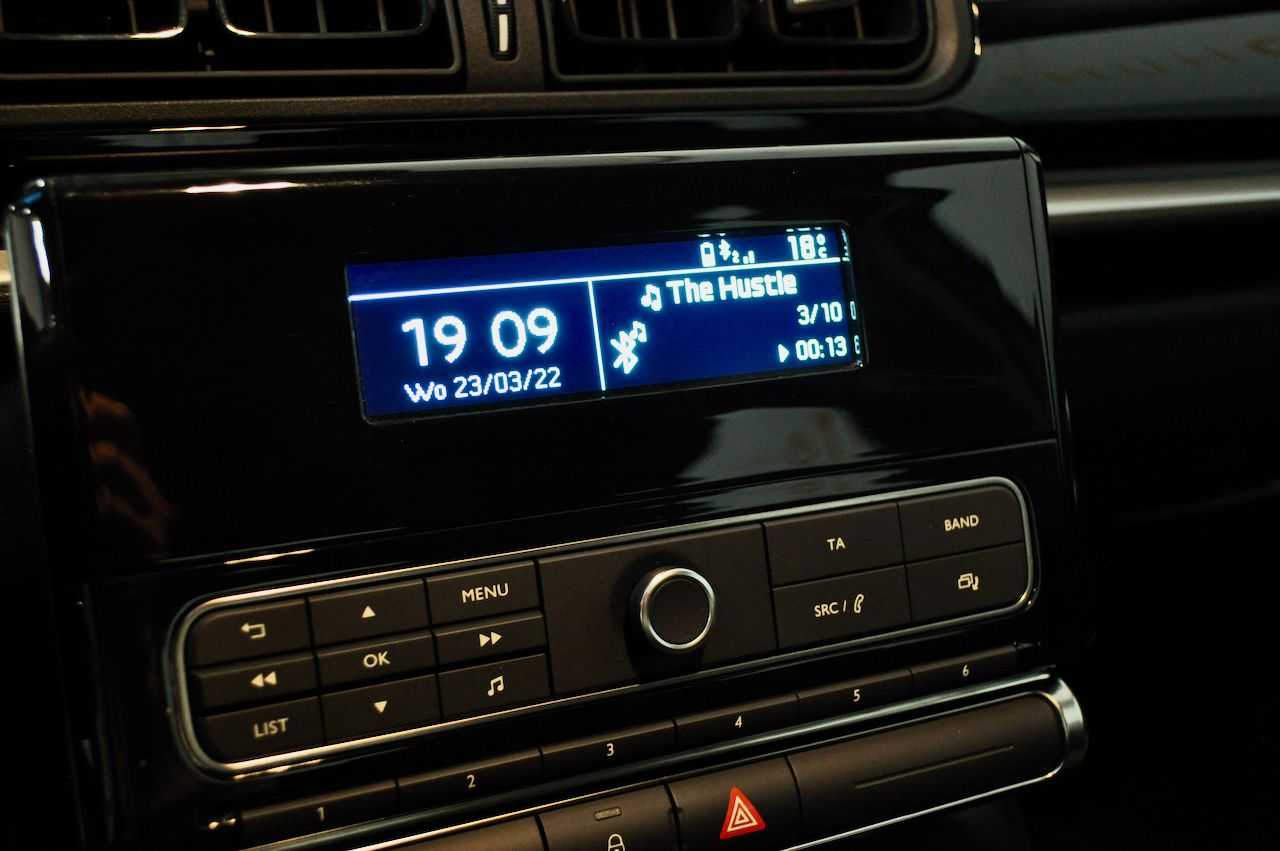 18°C
19 09
Wo 23/03/22
The Hustle
3/10
00:13
TA
BAND
MENU
SRC /
OK
LIST
1
2
3
4
5
6